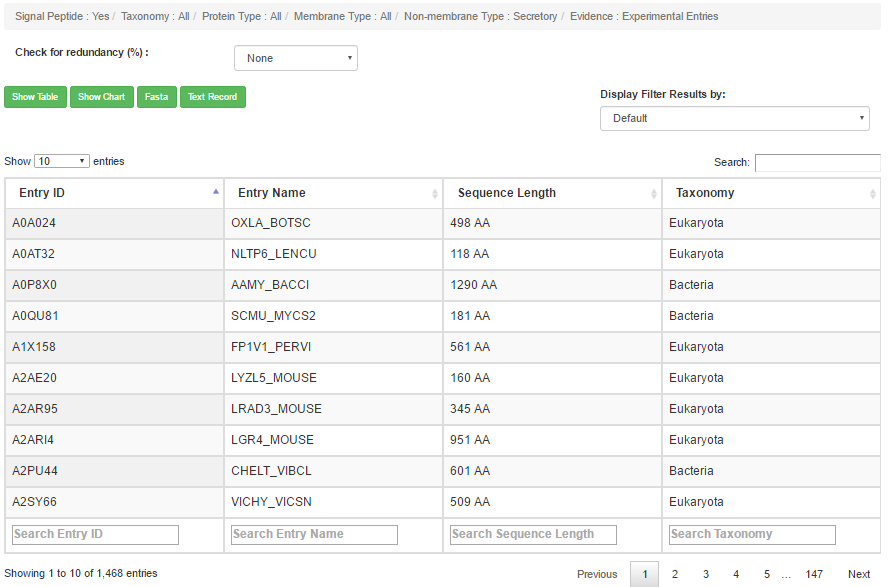 Signal Peptide : Yes / Taxonomy : All / Protein Type : All / Membrane Type : All / Non-membrane Type : Secretory / Evidence : Experimental Entries
Check for redundancy (%) : None
Show Table Show Chart Fasta Text Record
Display Filter Results by:
Default
Show 10 entries Search:
Entry ID Entry Name Sequence Length Taxonomy
A0A024 OXLA_BOTSC 498 AA Eukaryota
A0AT32 NLTP6_LENCU 118 AA Eukaryota
A0P8X0 AAMY_BACCI 1290 AA Bacteria
A0QU81 SCMU_MYCS2 181 AA Bacteria
A1X158 FP1V1_PERVI 561 AA Eukaryota
A2AE20 LYZL5_MOUSE 160 AA Eukaryota
A2AR95 LRAD3_MOUSE 345 AA Eukaryota
A2ARI4 LGR4_MOUSE 951 AA Eukaryota
A2PU44 CHELT_VIBCL 601 AA Bacteria
A2SY66 VICHY_VICSN 509 AA Eukaryota
Search Entry ID Search Entry Name Search Sequence Length Search Taxonomy
Showing 1 to 10 of 1,468 entries Previous 1 2 3 4 5 ... 147 Next